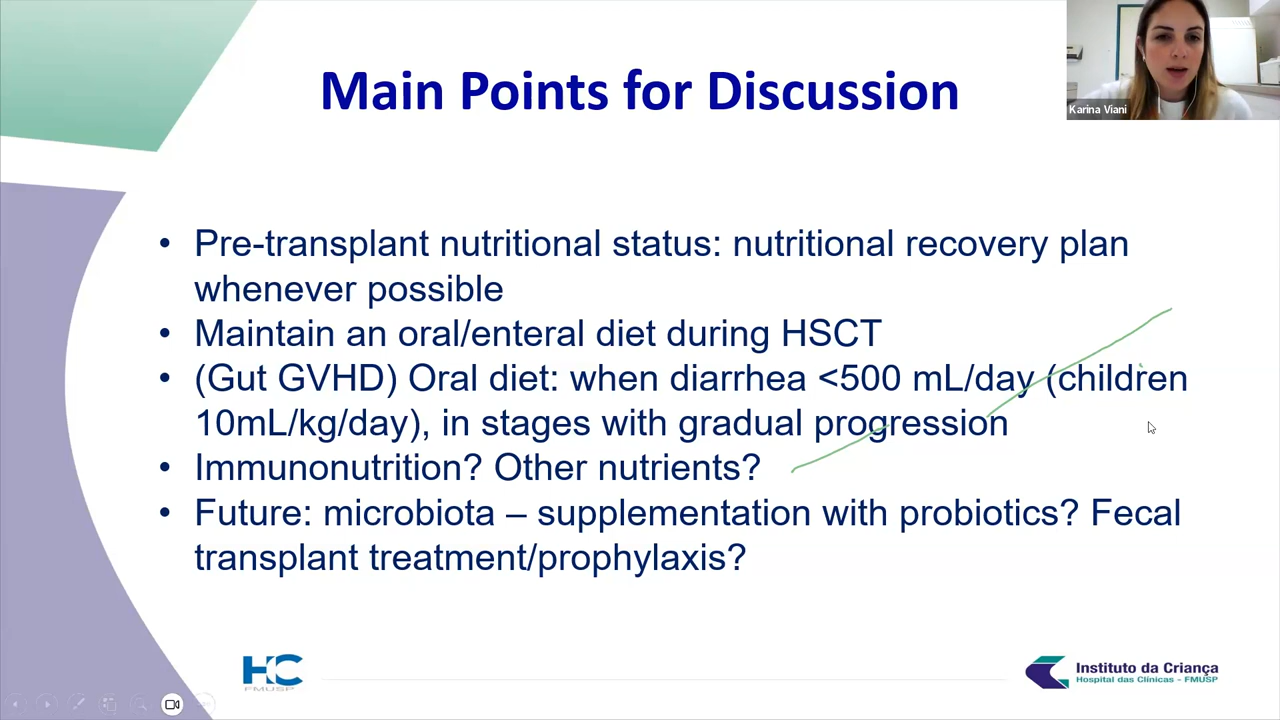 Main Points for Discussion
Karina Viani
• Pre-transplant nutritional status: nutritional recovery plan
whenever possible
• Maintain an oral/enteral diet during HSCT
• (Gut GVHD) Oral diet: when diarrhea <500 mL/day (children
10mL/kg/day), in stages with gradual progression
• Immunonutrition? Other nutrients?
• Future: microbiota – supplementation with probiotics? Fecal
transplant treatment/prophylaxis?
HC
FMUSP
Instituto da Criança
Hospital das Clínicas - FMUSP